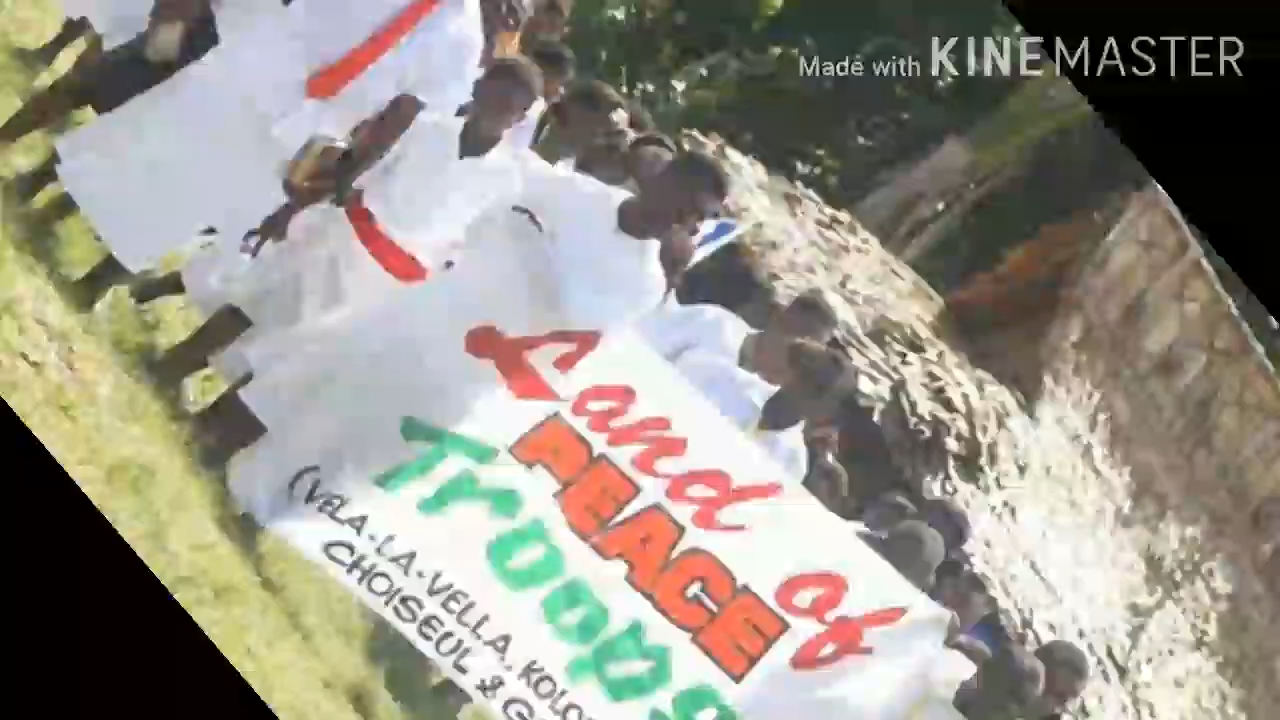 Made with KINEMASTER
Land of
PEACE
Troops
(VELLA-LA-VELLA, KOLO
CHOISEUL & G